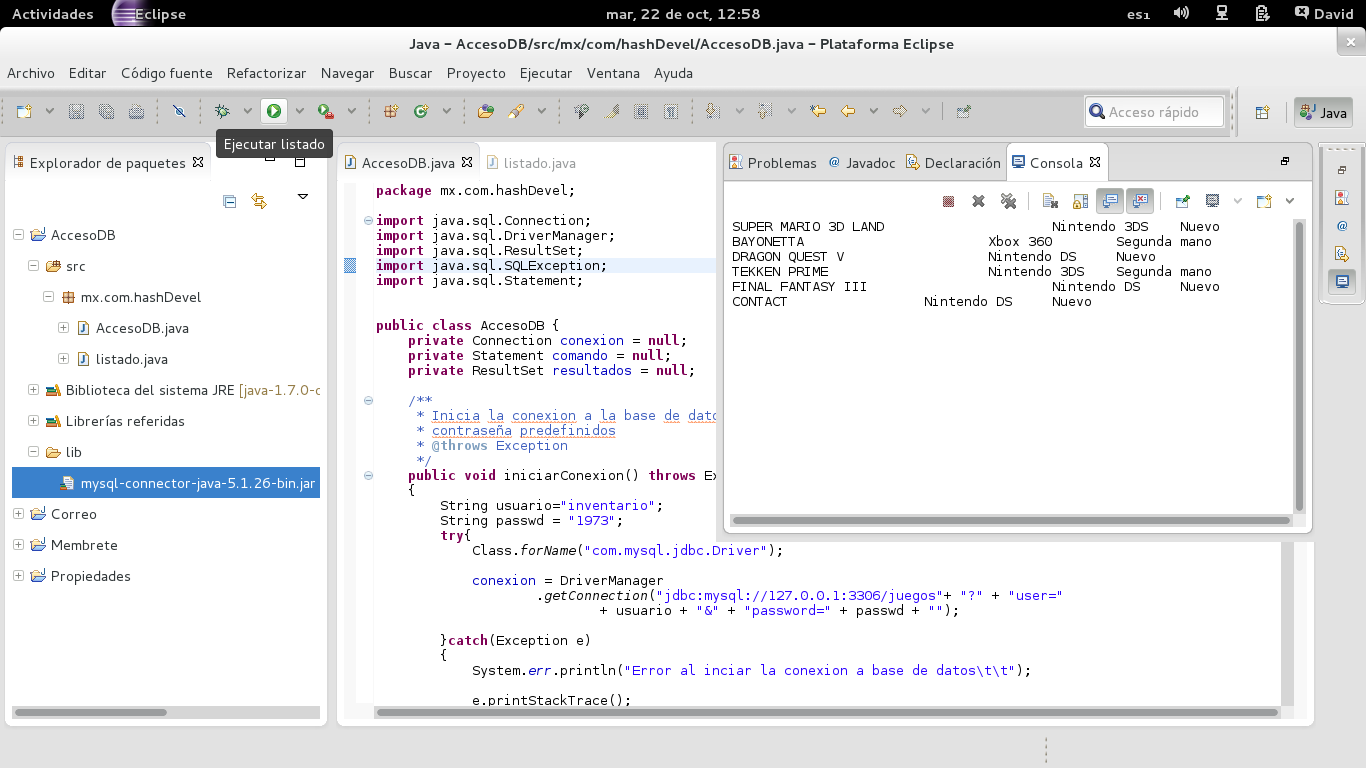 Actividades Eclipse mar, 22 de oct, 12:58 es1 David
Java – AccesoDB/src/mx/com/hashDevel/AccesoDB.java – Plataforma Eclipse
Archivo Editar Código fuente Refactorizar Navegar Buscar Proyecto Ejecutar Ventana Ayuda
Acceso rápido Java
Ejecutar listado
Explorador de paquetes
AccesoDB
src
mx.com.hashDevel
AccesoDB.java
listado.java
Biblioteca del sistema JRE [java-1.7.0-
Librerías referidas
lib
mysql-connector-java-5.1.26-bin.jar
Correo
Membrete
Propiedades
AccesoDB.java listado.java
package mx.com.hashDevel;
import java.sql.Connection;
import java.sql.DriverManager;
import java.sql.ResultSet;
import java.sql.SQLException;
import java.sql.Statement;
public class AccesoDB {
private Connection conexion = null;
private Statement comando = null;
private ResultSet resultados = null;
/**
* Inicia la conexion a la base de dato
* contraseña predefinidos
* @throws Exception
*/
public void iniciarConexion() throws Ex
{
String usuario="inventario";
String passwd = "1973";
try{
Class.forName("com.mysql.jdbc.Driver");
conexion = DriverManager
.getConnection("jdbc:mysql://127.0.0.1:3306/juegos"+ "?" + "user="
+ usuario + "&" + "password=" + passwd + "");
}catch(Exception e)
{
System.err.println("Error al inciar la conexion a base de datos\t\t");
e.printStackTrace();
Problemas Javadoc Declaración Consola
SUPER MARIO 3D LAND Nintendo 3DS Nuevo
BAYONETTA Xbox 360 Segunda mano
DRAGON QUEST V Nintendo DS Nuevo
TEKKEN PRIME Nintendo 3DS Segunda mano
FINAL FANTASY III Nintendo DS Nuevo
CONTACT Nintendo DS Nuevo